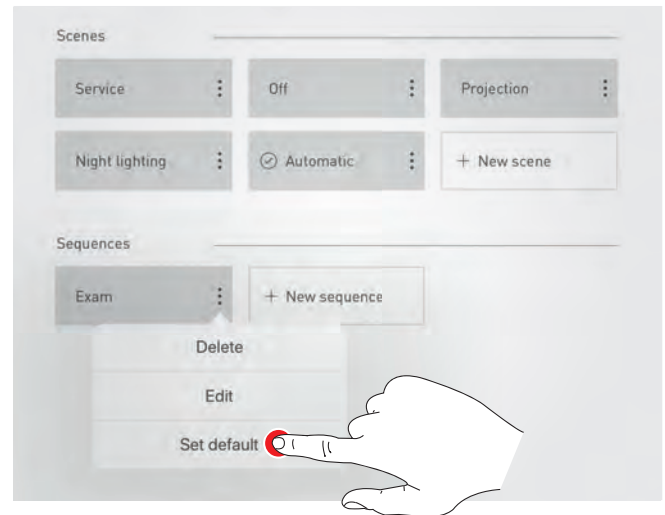 Scenes
Service
Off
Projection
Night lighting
Automatic
+ New scene
Sequences
Exam
+ New sequence
Delete
Edit
Set default